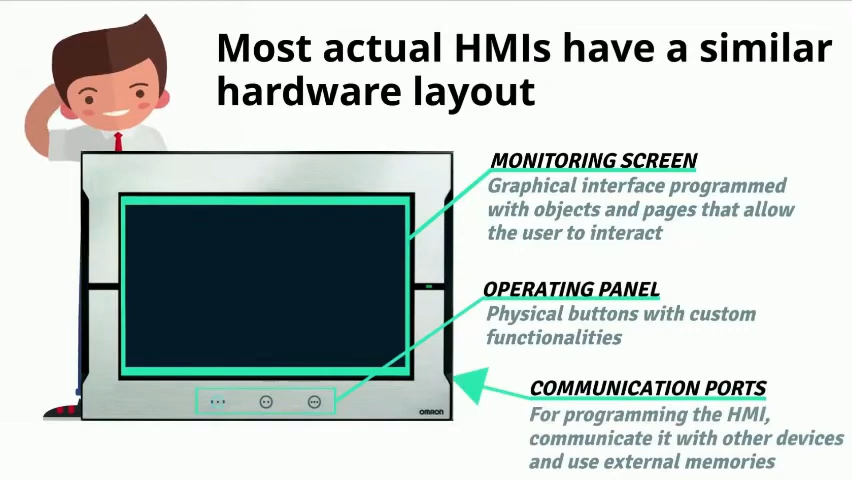 Most actual HMIs have a similar
hardware layout
MONITORING SCREEN
Graphical interface programmed
with objects and pages that allow
the user to interact
OPERATING PANEL
Physical buttons with custom
functionalities
COMMUNICATION PORTS
For programming the HMI,
communicate it with other devices
and use external memories
OMRON